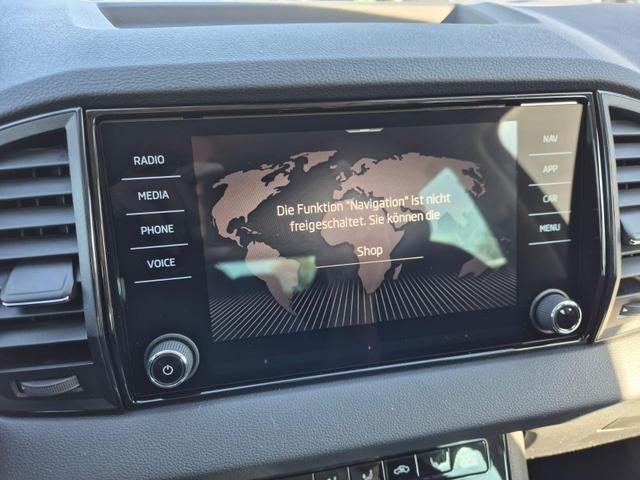 RADIO
MEDIA
PHONE
VOICE
Die Funktion "Navigation" ist nicht
freigeschaltet. Sie können die
Shop
NAV
APP
CAR
MENU